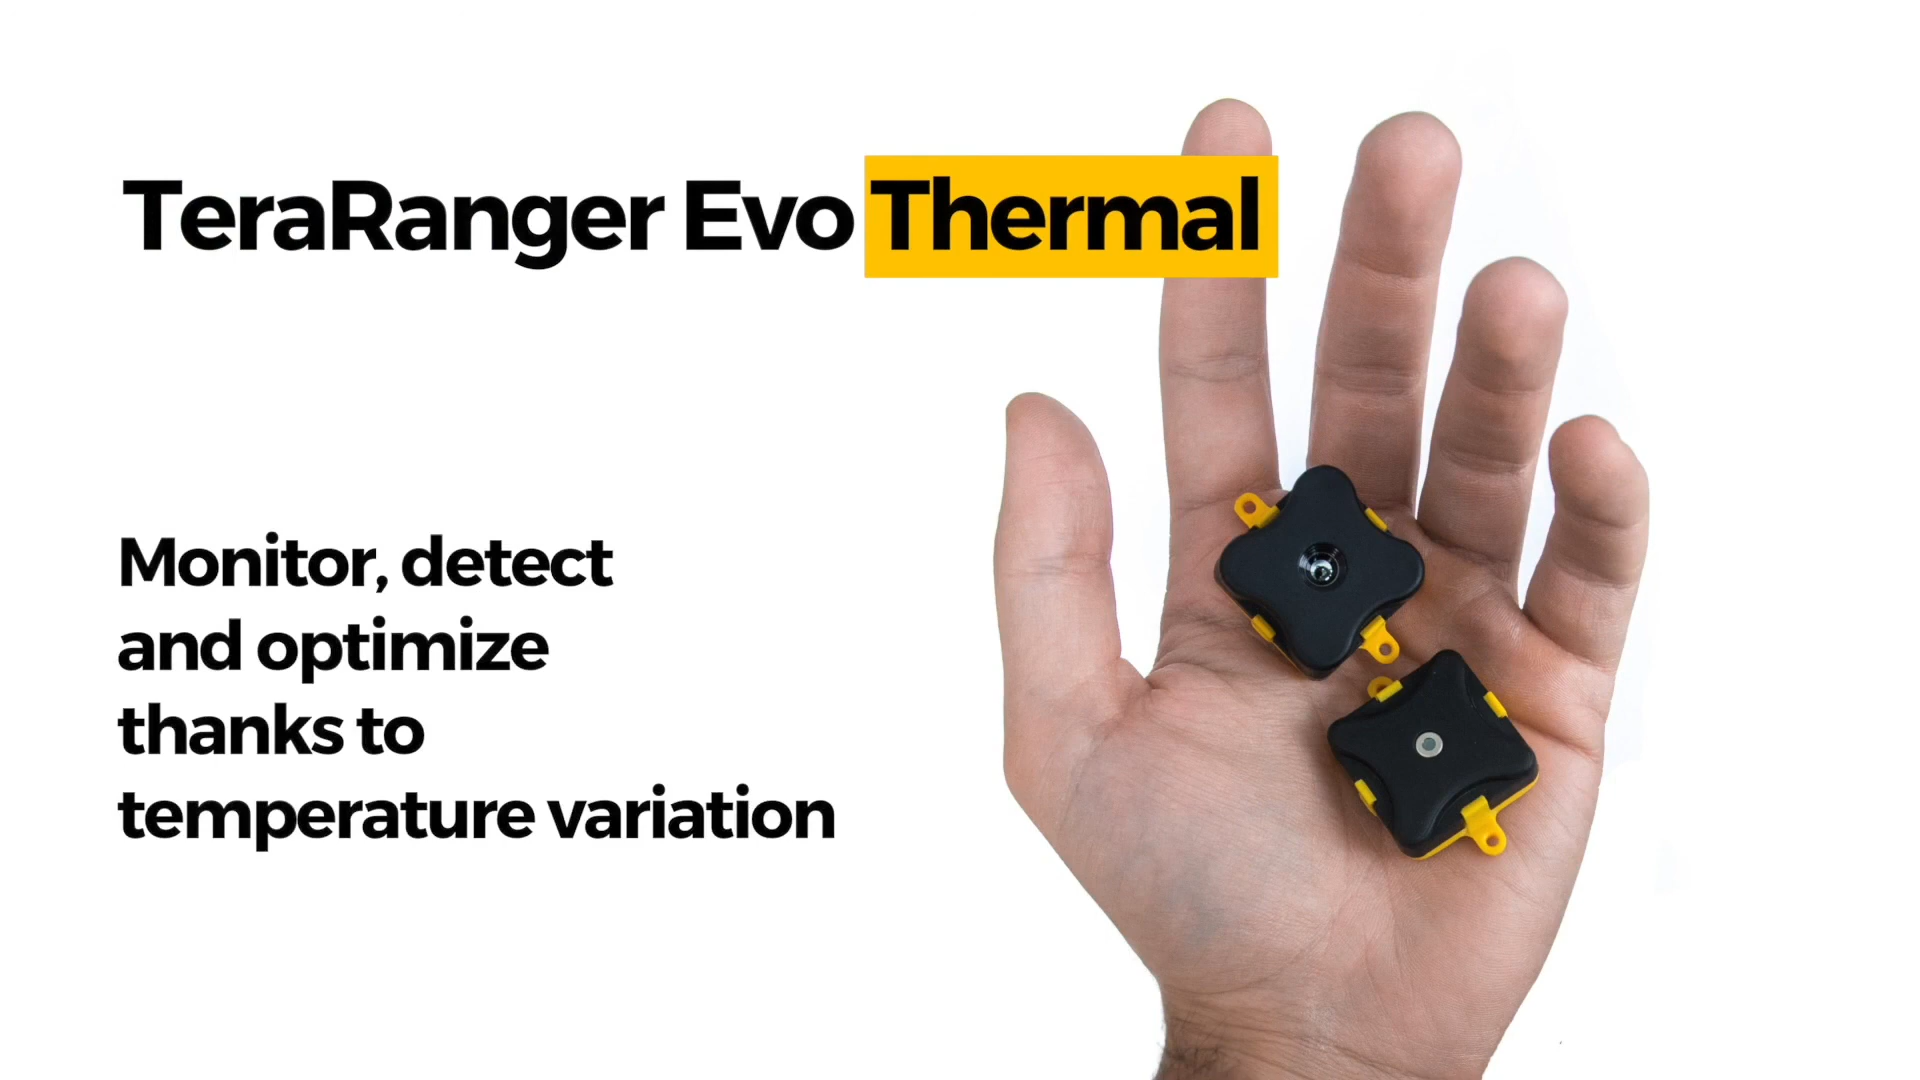 TeraRanger Evo Thermal
Monitor, detect
and optimize
thanks to
temperature variation